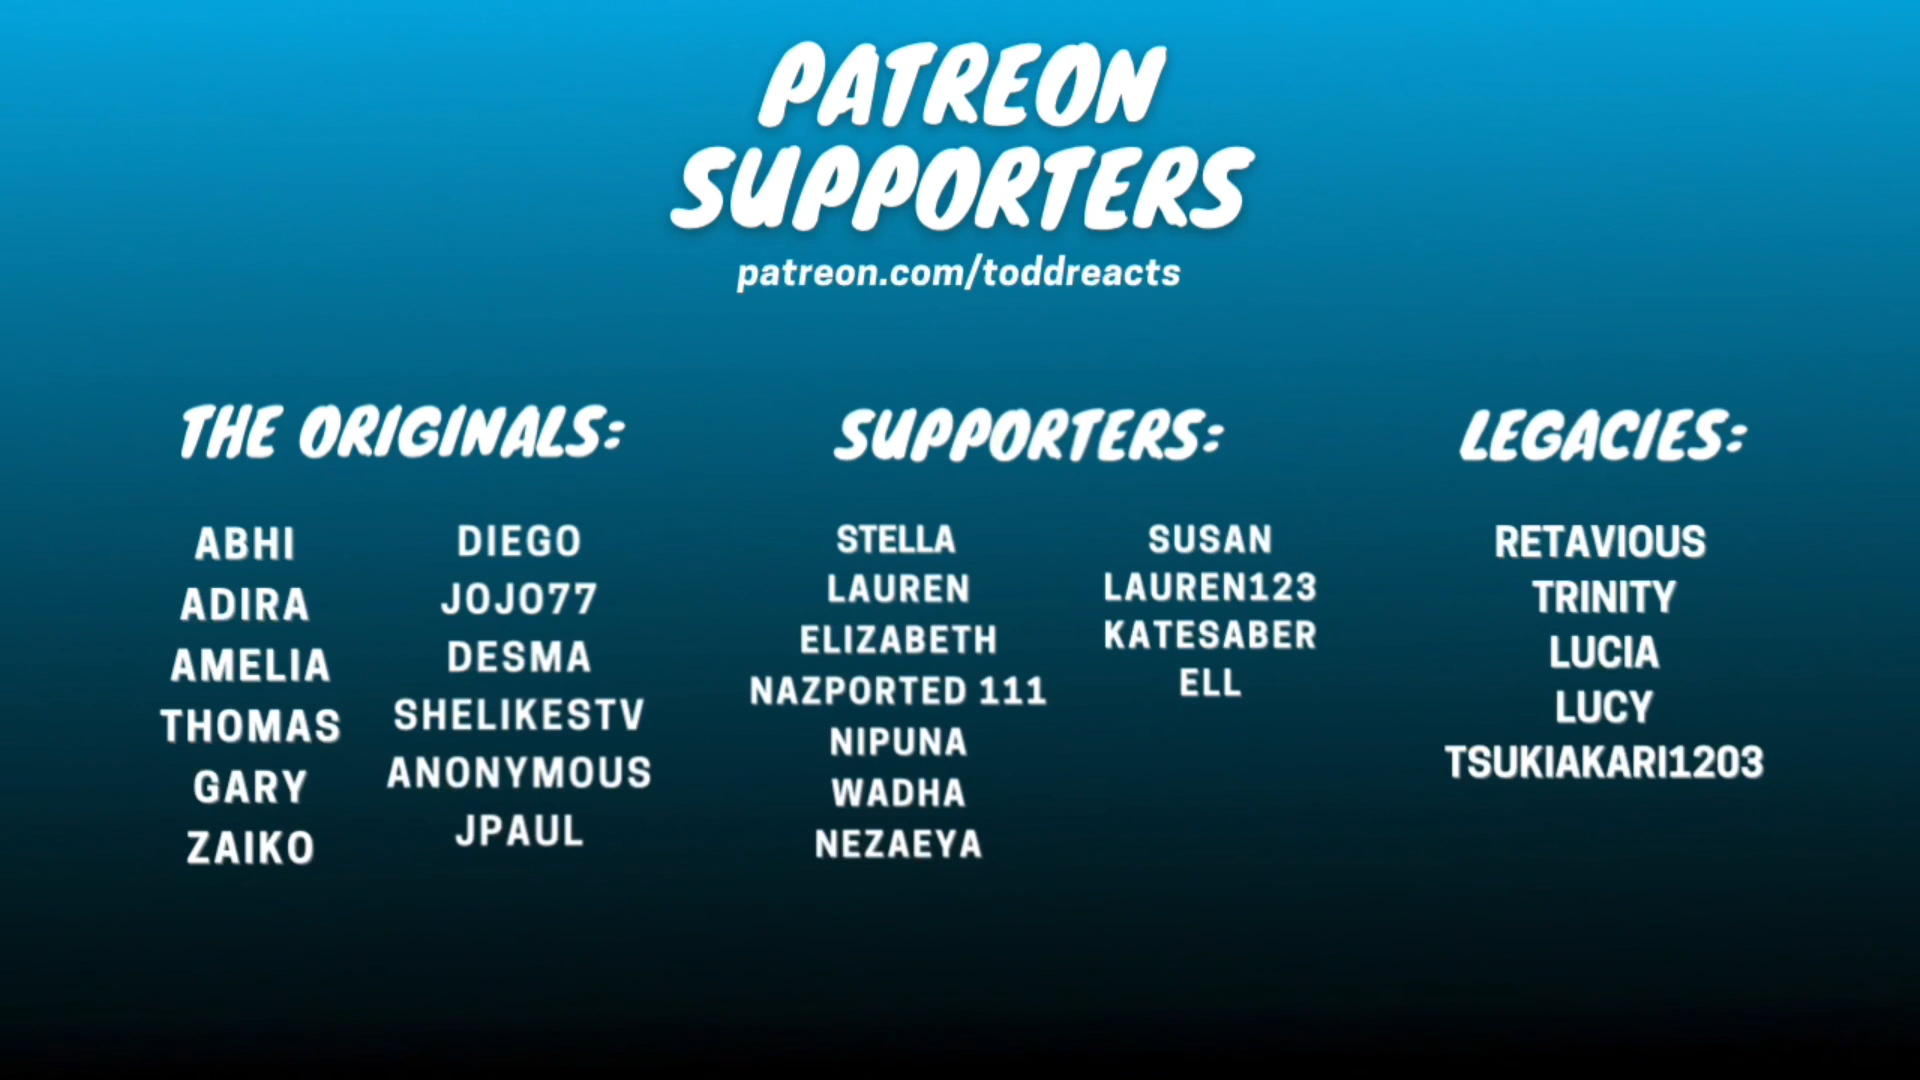 PATREON
SUPPORTERS
patreon.com/toddreacts
THE ORIGINALS:
ABHI
ADIRA
AMELIA
THOMAS
GARY
ZAIKO
DIEGO
JOJO77
DESMA
SHELIKESTV
ANONYMOUS
JPAUL
SUPPORTERS:
STELLA
LAUREN
ELIZABETH
NAZPORTED 111
NIPUNA
WADHA
NEZAEYA
SUSAN
LAUREN123
KATESABER
ELL
LEGACIES:
RETAVIOUS
TRINITY
LUCIA
LUCY
TSUKIAKARI1203